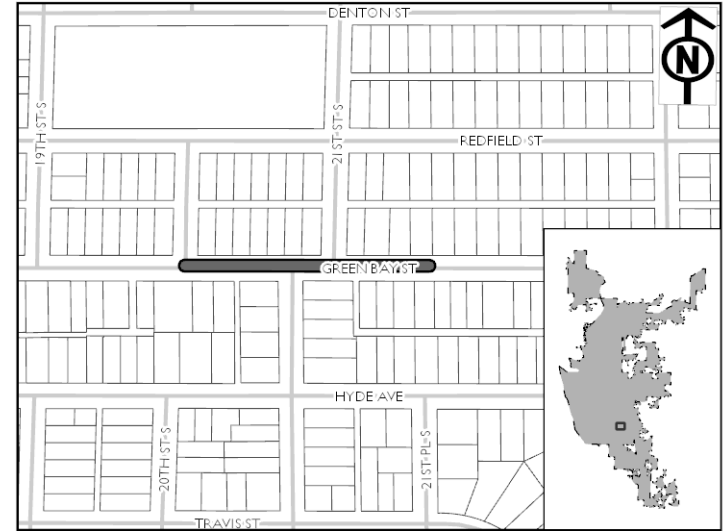 DENTON ST
N
19TH ST S
21ST ST S
REDFIELD ST
GREEN BAY ST
HYDE AVE
20TH ST S
21ST PL S
TRAVIS ST